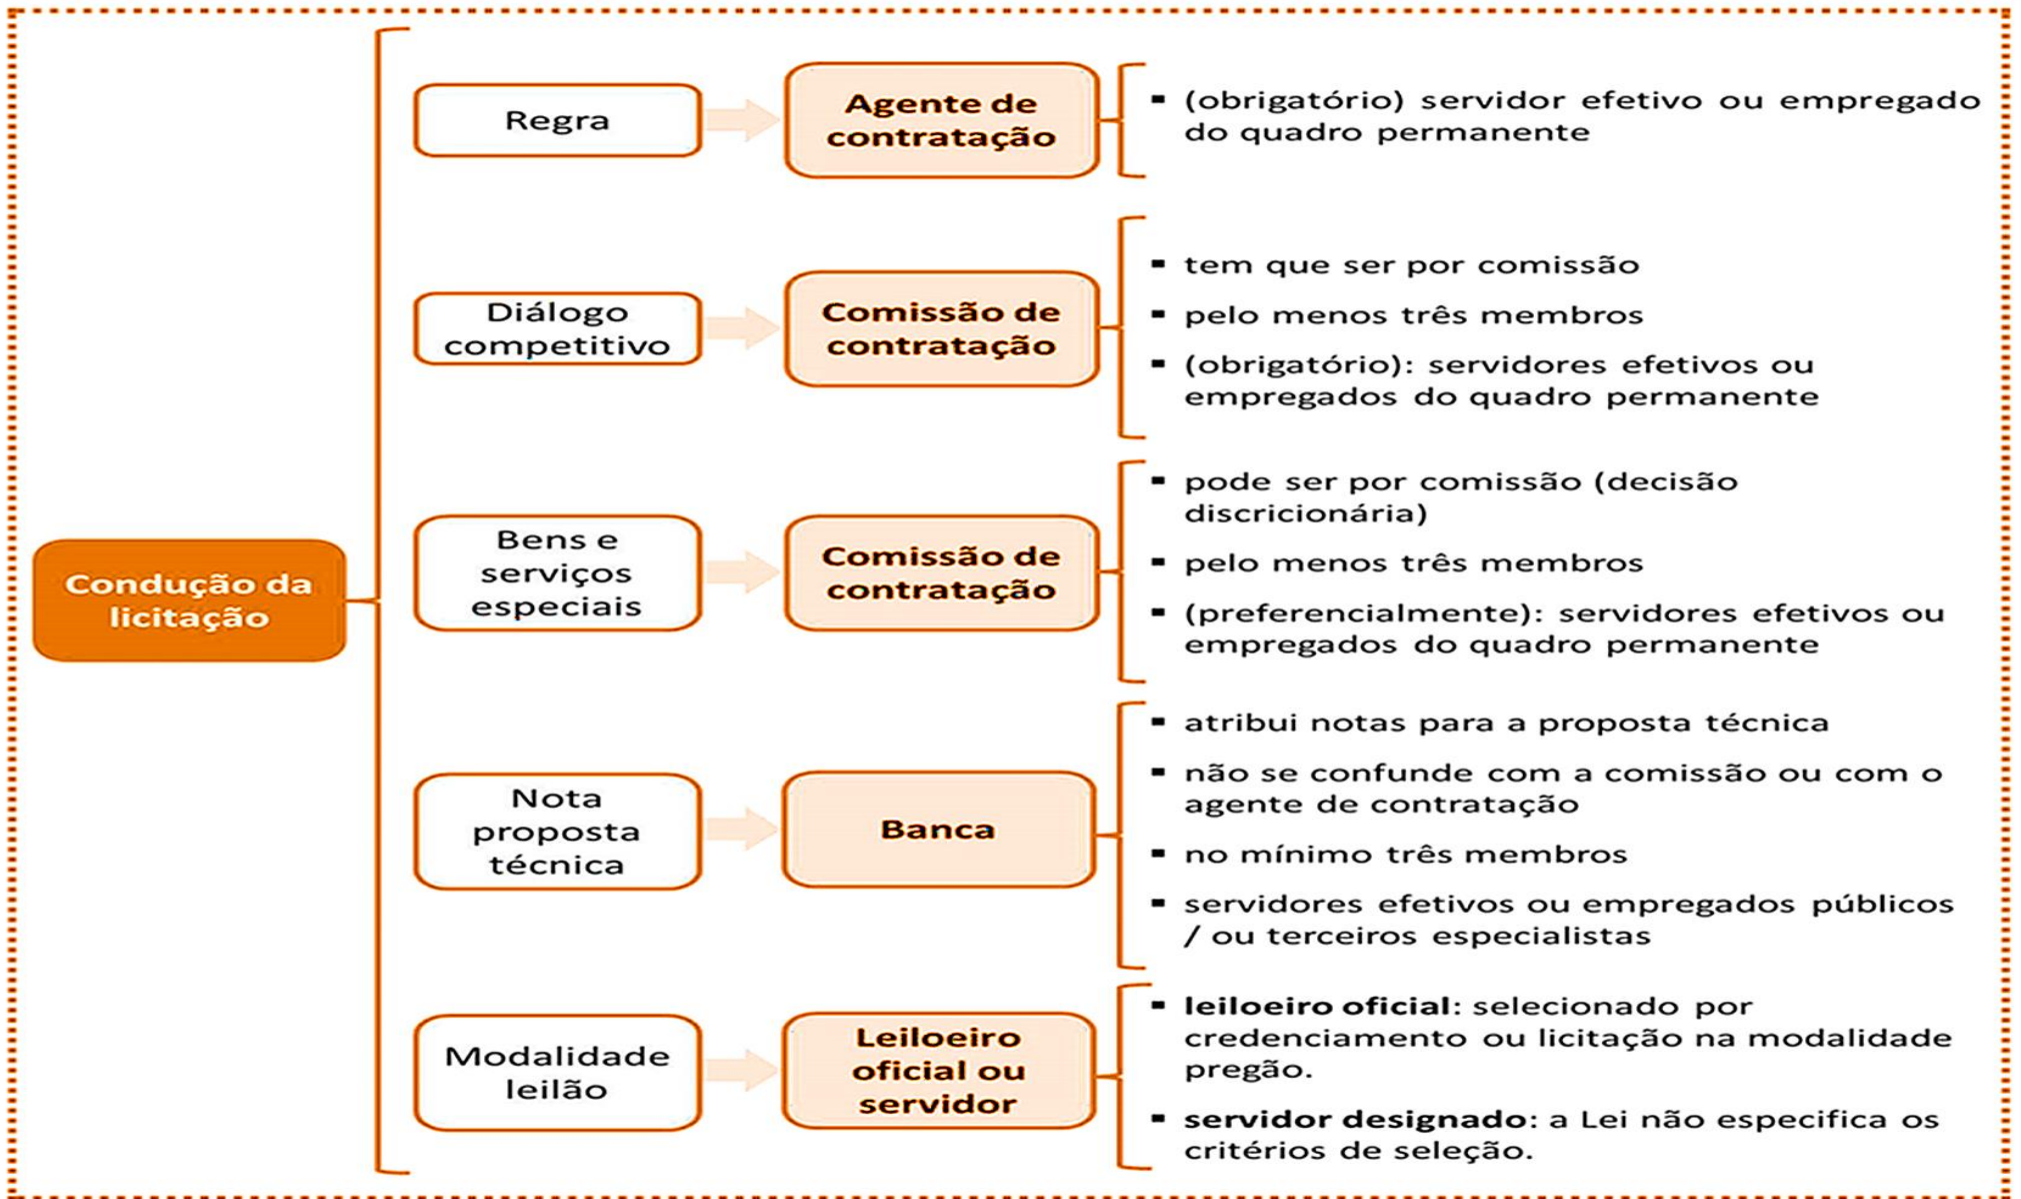 Condução da
licitação
Regra
Agente de
contratação
▪ (obrigatório) servidor efetivo ou empregado
do quadro permanente
Diálogo
competitivo
Comissão de
contratação
▪ tem que ser por comissão
▪ pelo menos três membros
▪ (obrigatório): servidores efetivos ou
empregados do quadro permanente
Bens e
serviços
especiais
Comissão de
contratação
▪ pode ser por comissão (decisão
discricionária)
▪ pelo menos três membros
▪ (preferencialmente): servidores efetivos ou
empregados do quadro permanente
Nota
proposta
técnica
Banca
▪ atribui notas para a proposta técnica
▪ não se confunde com a comissão ou com o
agente de contratação
▪ no mínimo três membros
▪ servidores efetivos ou empregados públicos
/ ou terceiros especialistas
Modalidade
leilão
Leiloeiro
oficial ou
servidor
▪ leiloeiro oficial: selecionado por
credenciamento ou licitação na modalidade
pregão.
▪ servidor designado: a Lei não especifica os
critérios de seleção.